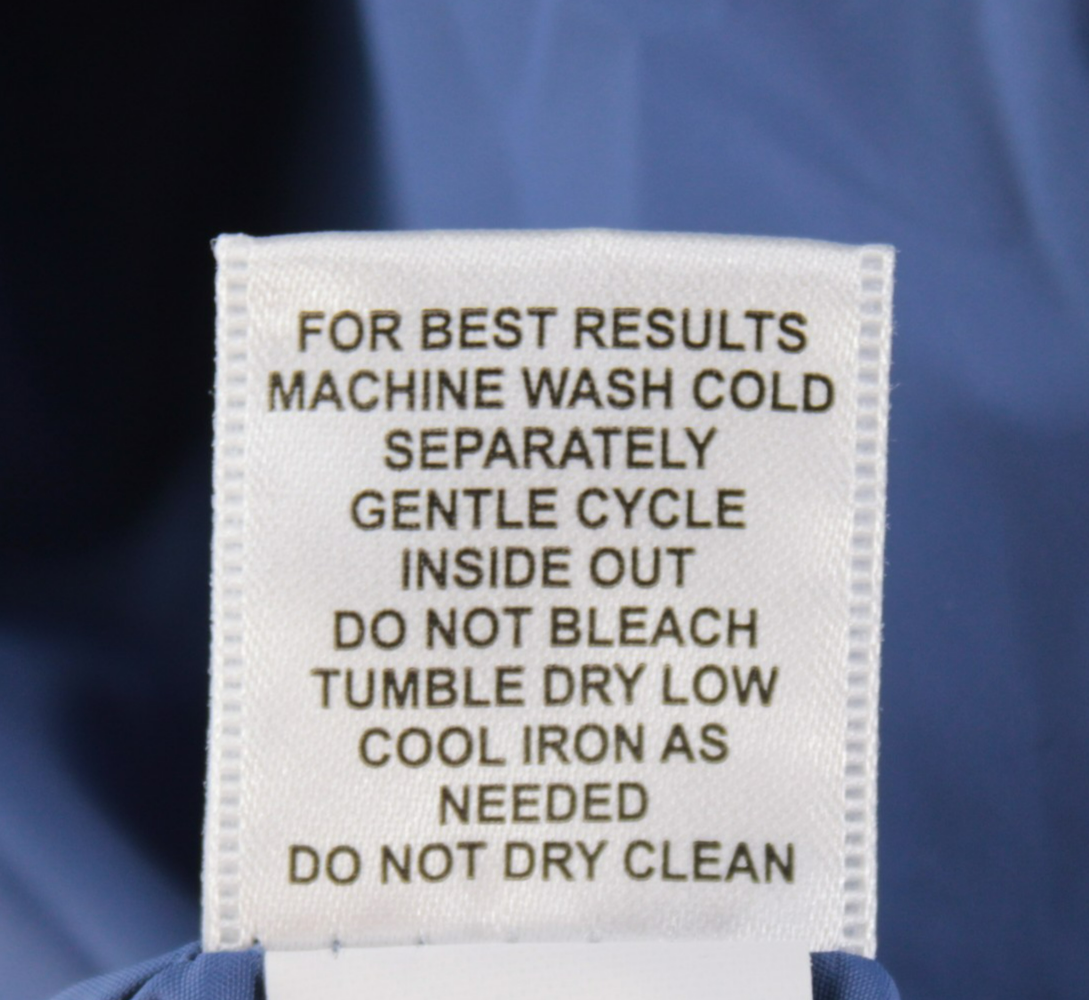 FOR BEST RESULTS
MACHINE WASH COLD
SEPARATELY
GENTLE CYCLE
INSIDE OUT
DO NOT BLEACH
TUMBLE DRY LOW
COOL IRON AS
NEEDED
DO NOT DRY CLEAN